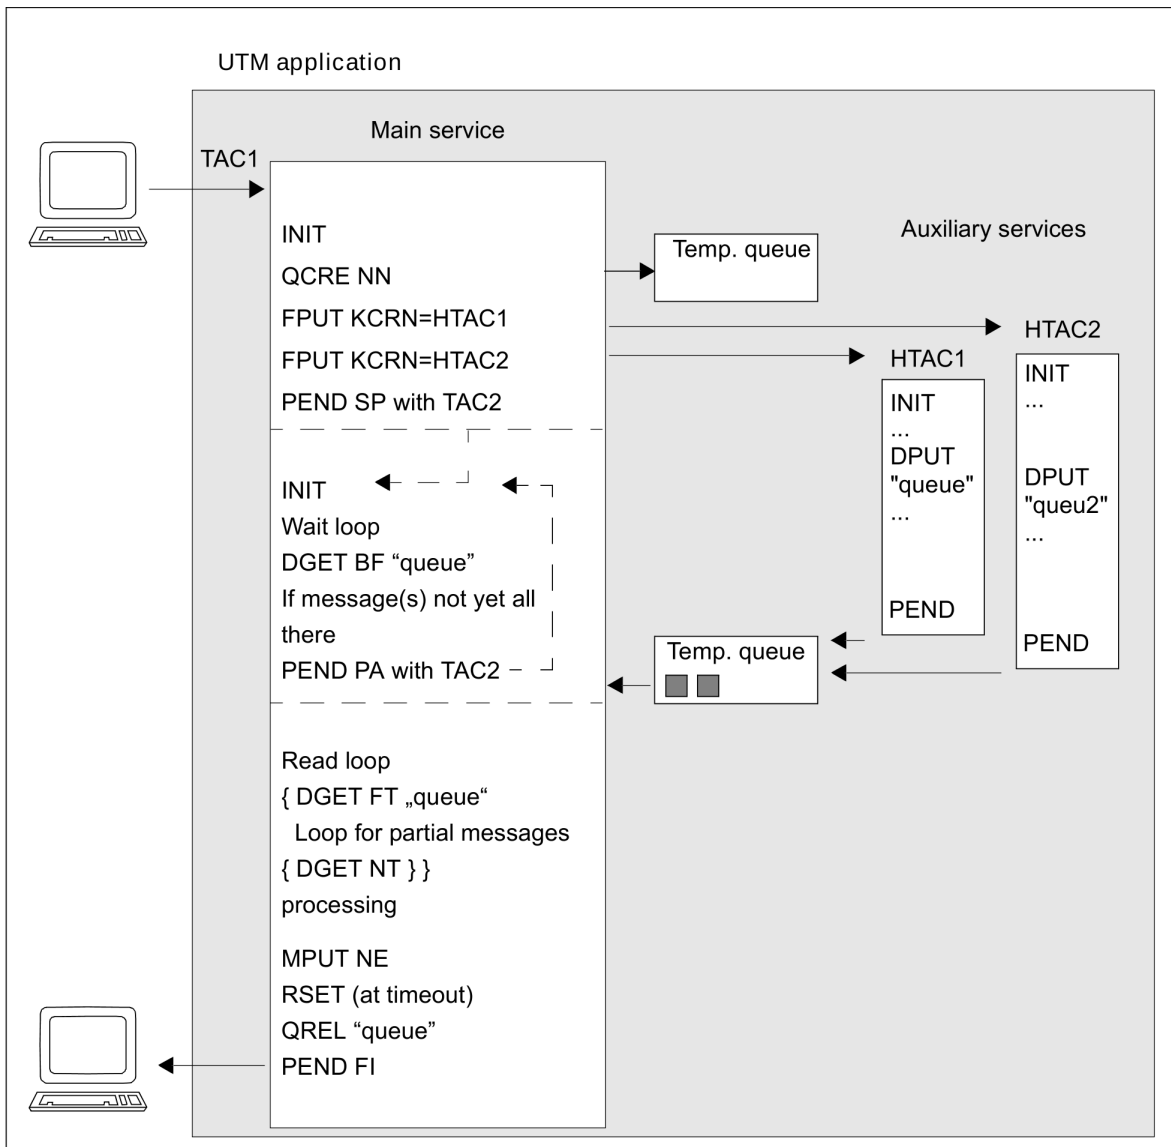 UTM application
Main service
TAC1
INIT
QCRE NN
FPUT KCRN=HTAC1
FPUT KCRN=HTAC2
PEND SP with TAC2
INIT
Wait loop
DGET BF “queue”
If message(s) not yet all
there
PEND PA with TAC2
Read loop
{ DGET FT „queue“
Loop for partial messages
{ DGET NT } }
processing
MPUT NE
RSET (at timeout)
QREL “queue”
PEND FI
Temp. queue
Temp. queue
Auxiliary services
HTAC1
INIT
...
DPUT
"queue"
...
PEND
HTAC2
INIT
...
DPUT
"queu2"
...
PEND